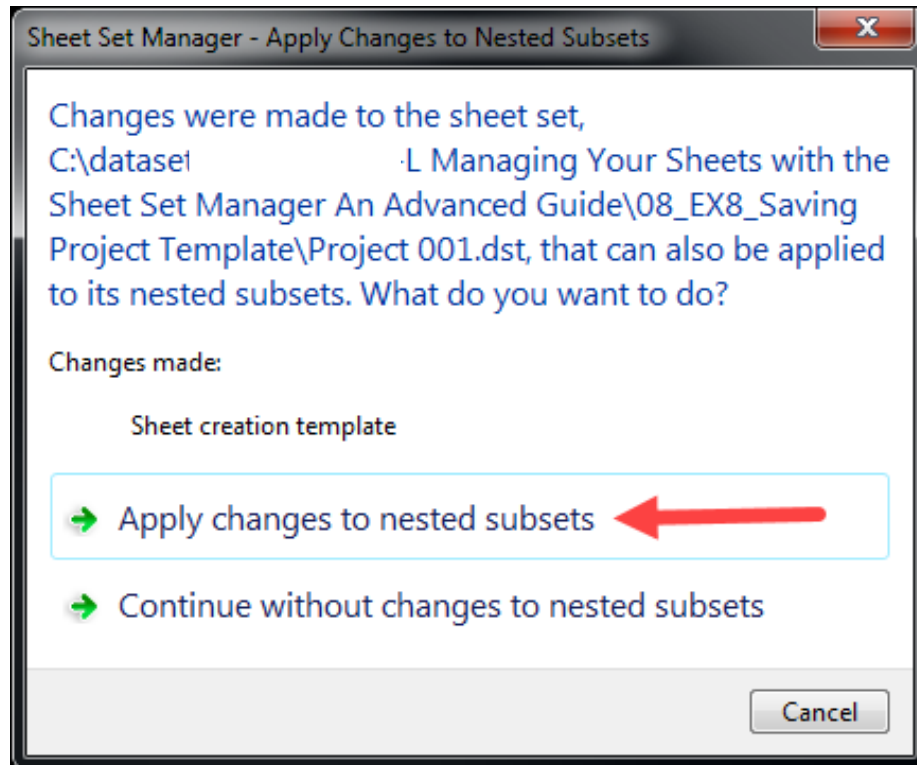 Sheet Set Manager - Apply Changes to Nested Subsets
Changes were made to the sheet set,
C:\dataset L Managing Your Sheets with the
Sheet Set Manager An Advanced Guide\08_EX8_Saving
Project Template\Project 001.dst, that can also be applied
to its nested subsets. What do you want to do?
Changes made:
Sheet creation template
Apply changes to nested subsets
Continue without changes to nested subsets
Cancel